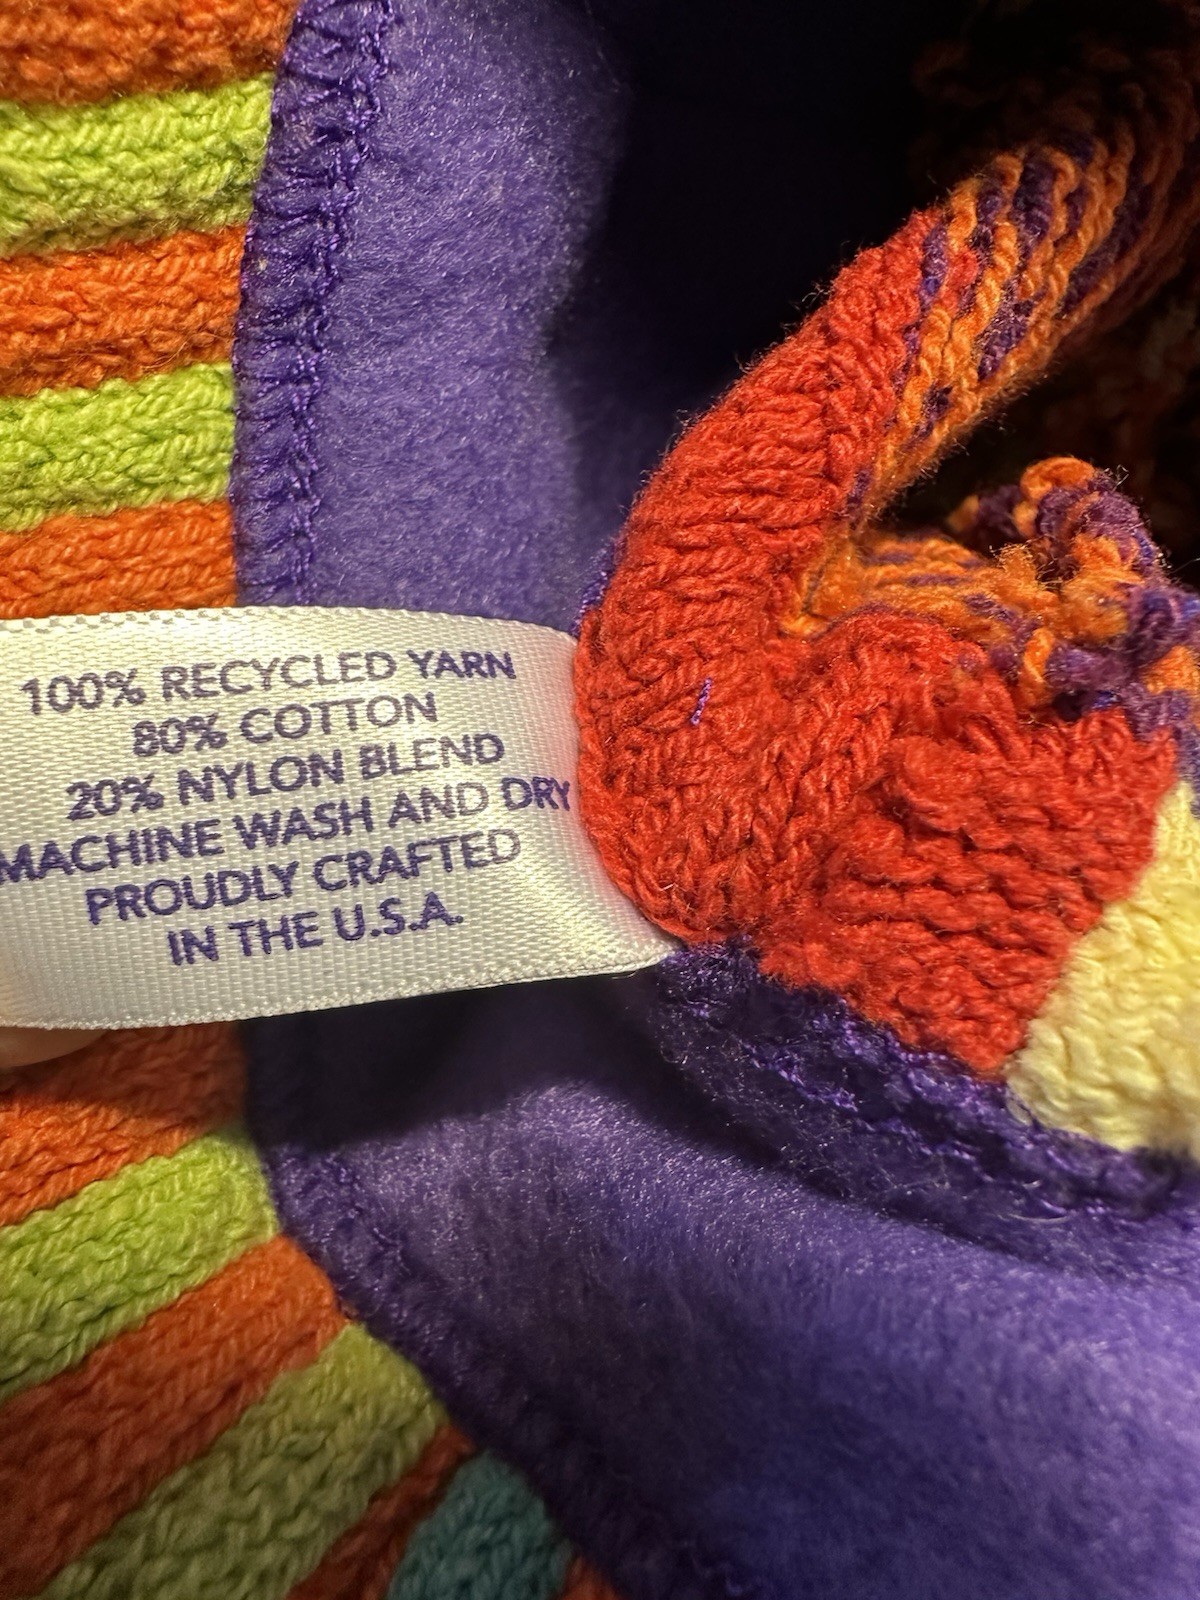 100% RECYCLED YARN
80% COTTON
20% NYLON BLEND
MACHINE WASH AND DRY
PROUDLY CRAFTED
IN THE U.S.A.